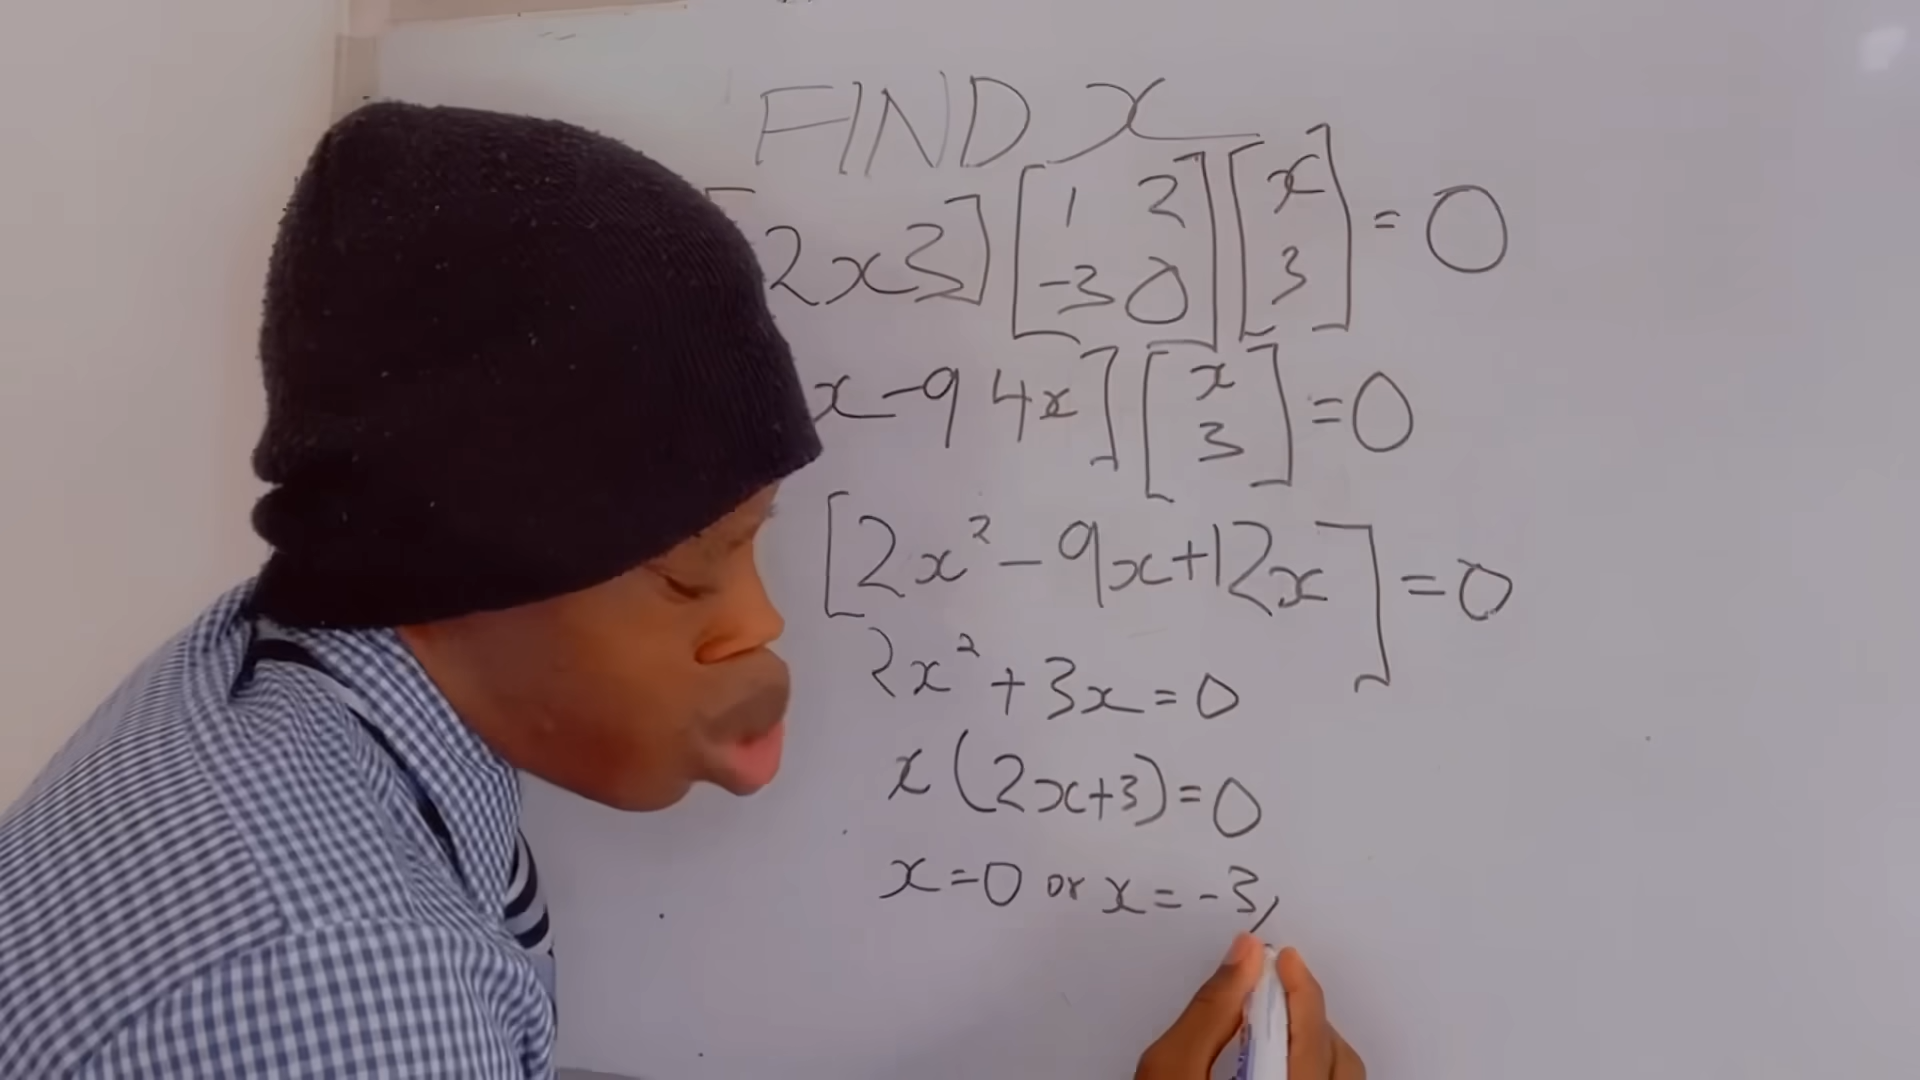 FIND x
[2x 3] [1 2 -3 0] [x 3] = 0
x-9 4x] [x 3] = 0
[2x² - 9x + 12x] = 0
2x² + 3x = 0
x (2x+3) = 0
x = 0 or x = -3/